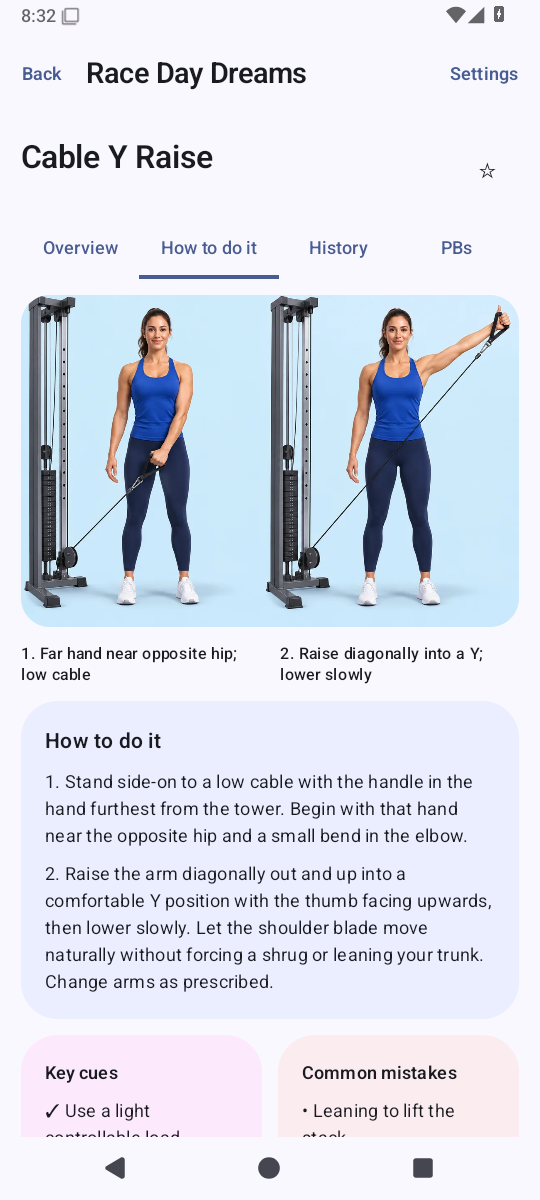 8:32
Back Race Day Dreams Settings
Cable Y Raise
Overview How to do it History PBs
1. Far hand near opposite hip;
low cable
2. Raise diagonally into a Y;
lower slowly
How to do it
1. Stand side-on to a low cable with the handle in the
hand furthest from the tower. Begin with that hand
near the opposite hip and a small bend in the elbow.
2. Raise the arm diagonally out and up into a
comfortable Y position with the thumb facing upwards,
then lower slowly. Let the shoulder blade move
naturally without forcing a shrug or leaning your trunk.
Change arms as prescribed.
Key cues
✓ Use a light
controllable load
Common mistakes
• Leaning to lift the
stack